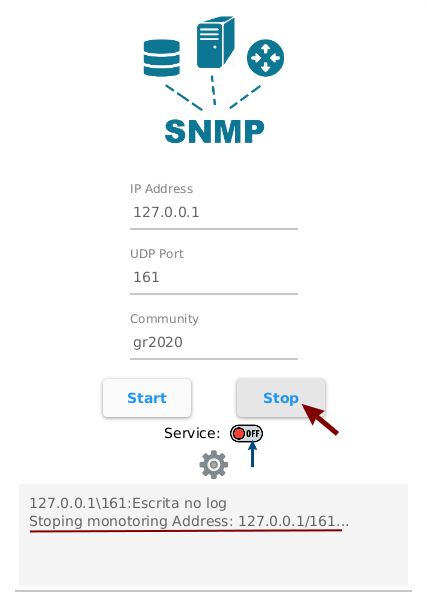 SNMP
IP Address
127.0.0.1
UDP Port
161
Community
gr2020
Start
Stop
Service: OFF
127.0.0.1\161:Escrita no log
Stoping monotoring Address: 127.0.0.1/161...